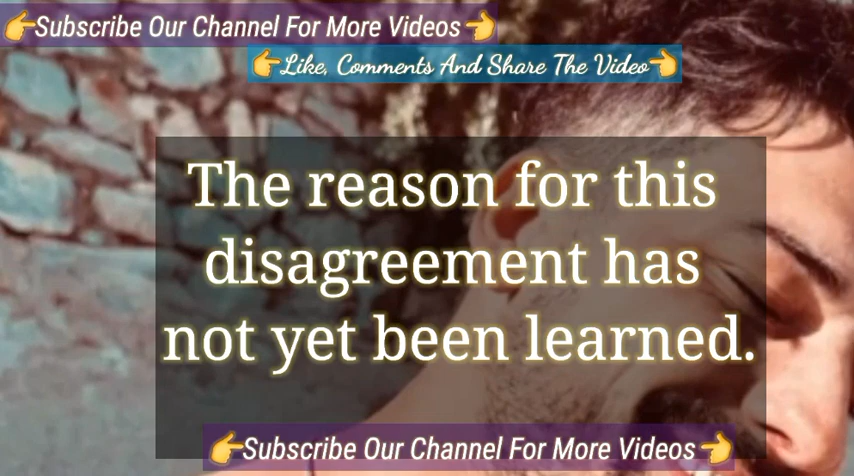 👉Subscribe Our Channel For More Videos👈
👉Like, Comments And Share The Video👈
The reason for this
disagreement has
not yet been learned.
👉Subscribe Our Channel For More Videos👈